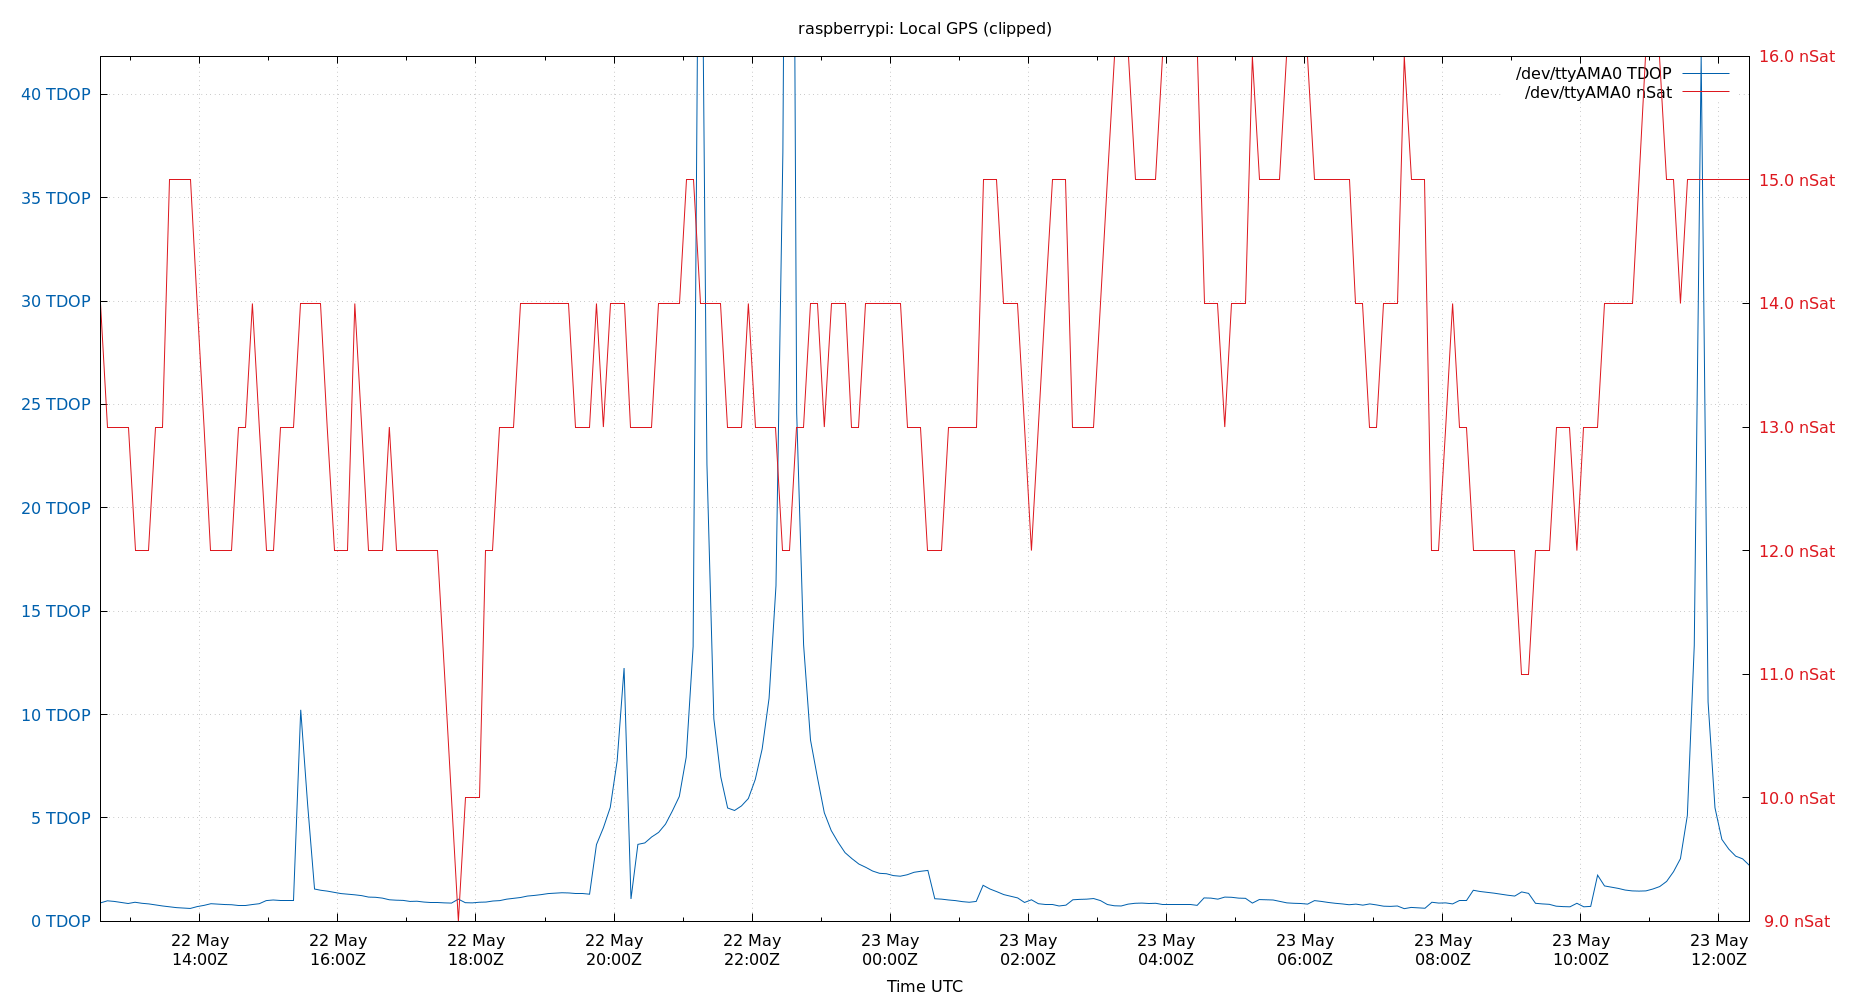 raspberrypi: Local GPS (clipped)
/dev/ttyAMA0 TDOP
/dev/ttyAMA0 nSat
40 TDOP
35 TDOP
30 TDOP
25 TDOP
20 TDOP
15 TDOP
10 TDOP
5 TDOP
0 TDOP
16.0 nSat
15.0 nSat
14.0 nSat
13.0 nSat
12.0 nSat
11.0 nSat
10.0 nSat
9.0 nSat
22 May
14:00Z
22 May
16:00Z
22 May
18:00Z
22 May
20:00Z
22 May
22:00Z
23 May
00:00Z
23 May
02:00Z
23 May
04:00Z
23 May
06:00Z
23 May
08:00Z
23 May
10:00Z
23 May
12:00Z
Time UTC